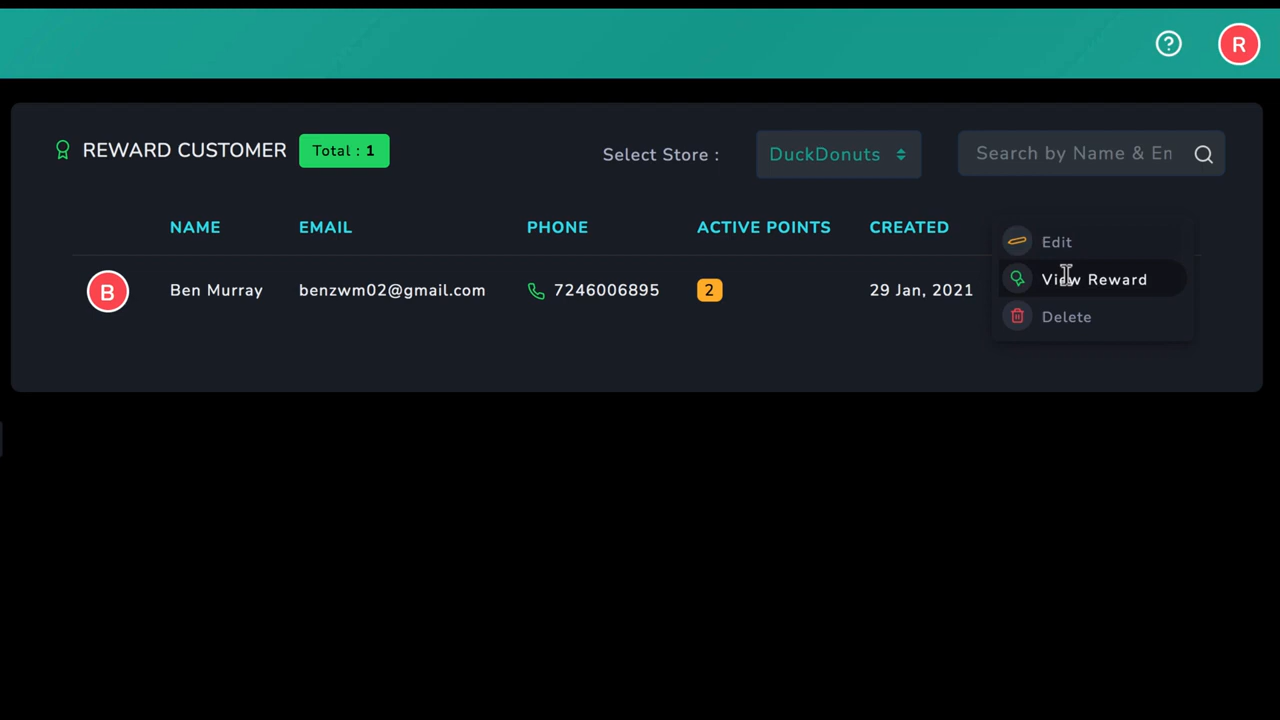 R
REWARD CUSTOMER Total : 1 Select Store : DuckDonuts Search by Name & En
NAME EMAIL PHONE ACTIVE POINTS CREATED
B Ben Murray benzwm02@gmail.com 7246006895 2 29 Jan, 2021
Edit
View Reward
Delete